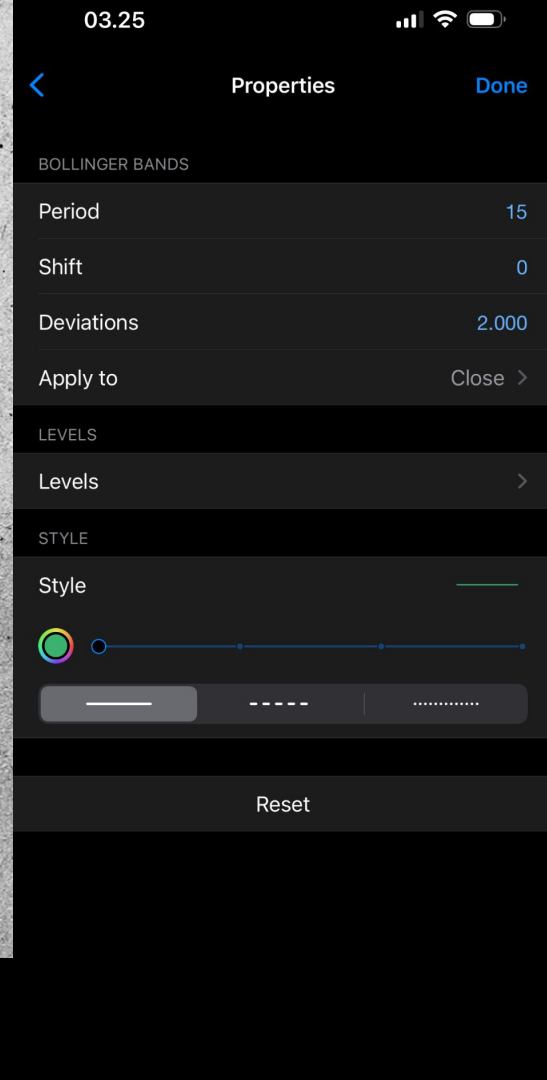 03.25
Properties
Done
BOLLINGER BANDS
Period 15
Shift 0
Deviations 2.000
Apply to Close
LEVELS
Levels
STYLE
Style
Reset